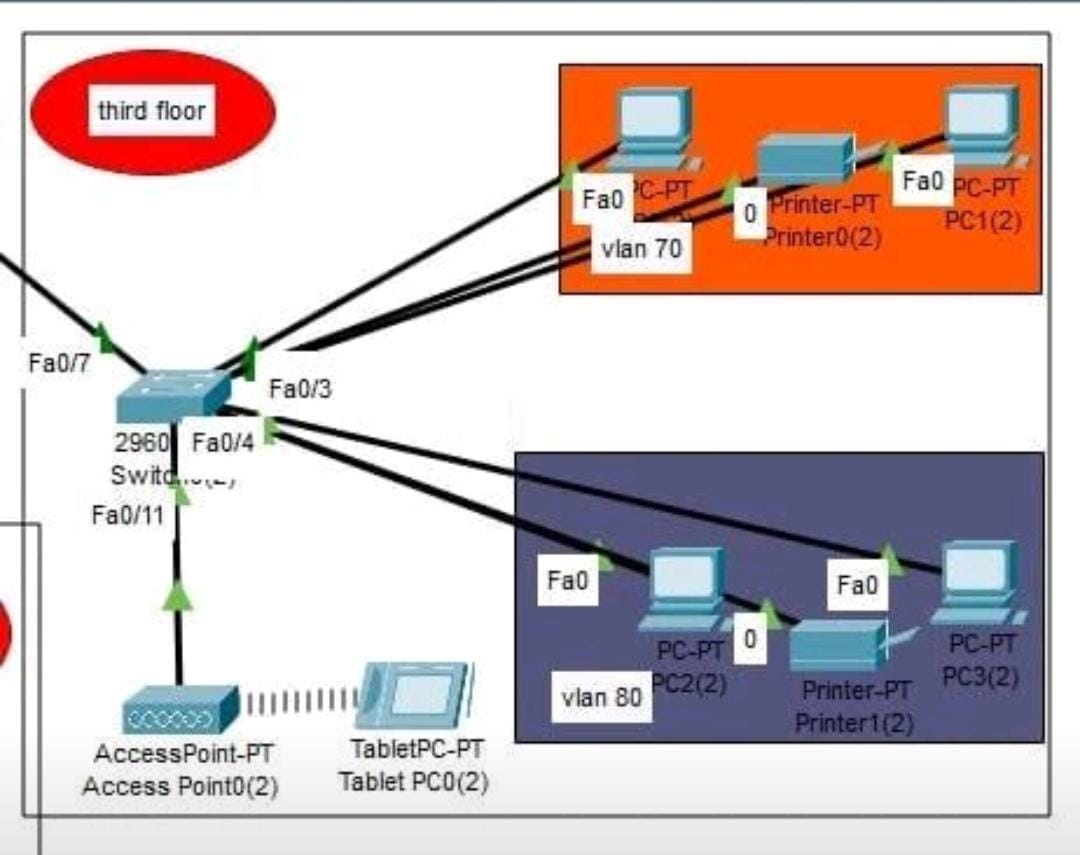 third floor
Fa0
PC-PT
vlan 70
0
Printer-PT
Printer0(2)
Fa0
PC-PT
PC1(2)
Fa0/7
Fa0/3
2960
Fa0/4
Fa0/11
Fa0
PC-PT
PC2(2)
0
Fa0
PC-PT
PC3(2)
vlan 80
Printer-PT
Printer1(2)
AccessPoint-PT
Access Point0(2)
TabletPC-PT
Tablet PC0(2)